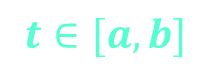 t ∈ [a, b]